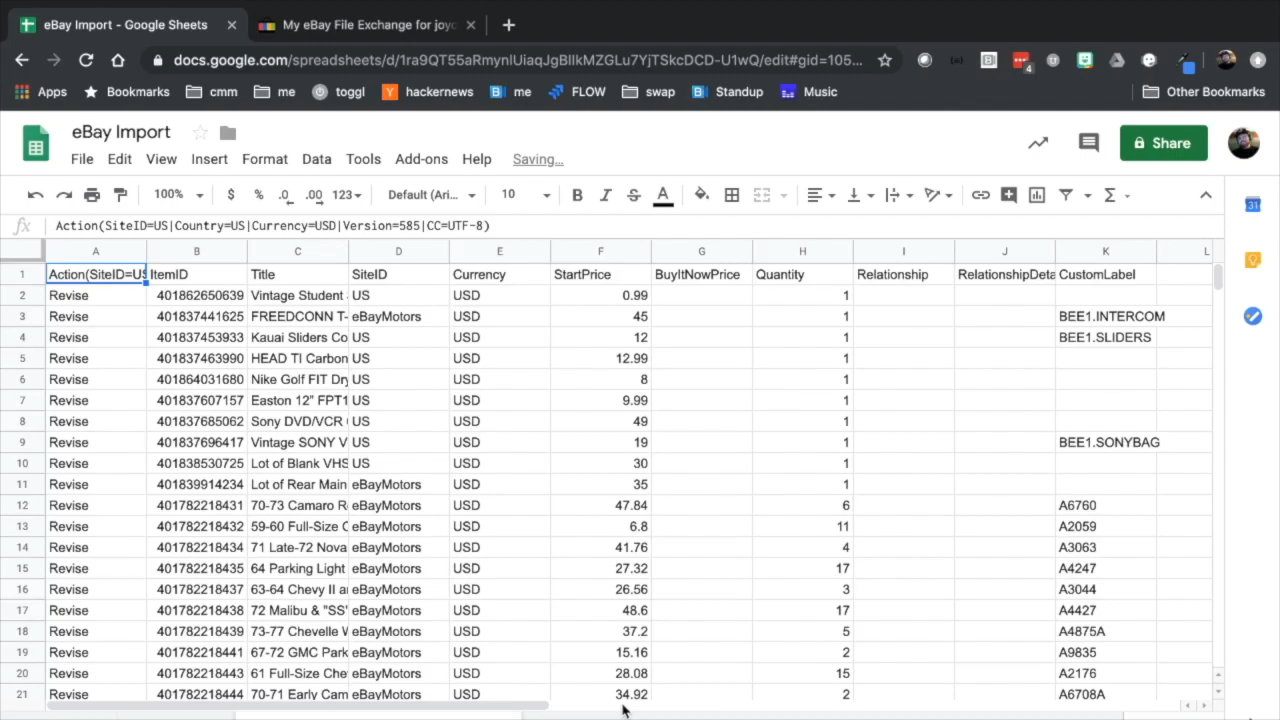 eBay Import - Google Sheets
My eBay File Exchange for joyc
docs.google.com/spreadsheets/d/1ra9QT55aRmynIUiaqJgBIlkMZGLu7YjTSkcDCD-U1wQ/edit#gid=105...
4
Apps Bookmarks cmm me toggl hackernews me FLOW swap Standup Music Other Bookmarks
eBay Import
Share
File Edit View Insert Format Data Tools Add-ons Help Saving...
100% $ % .0 .00 123 Default (Ari... 10 B I S A
31
fx Action(SiteID=US|Country=US|Currency=USD|Version=585|CC=UTF-8)
A B C D E F G H I J K L
1 Action(SiteID=US ItemID Title SiteID Currency StartPrice BuyItNowPrice Quantity Relationship RelationshipDeta CustomLabel
2 Revise 401862650639 Vintage Student US USD 0.99 1
3 Revise 401837441625 FREEDCONN T- eBayMotors USD 45 1 BEE1.INTERCOM
4 Revise 401837453933 Kauai Sliders Co US USD 12 1 BEE1.SLIDERS
5 Revise 401837463990 HEAD TI Carbon US USD 12.99 1
6 Revise 401864031680 Nike Golf FIT Dry US USD 8 1
7 Revise 401837607157 Easton 12" FPT1 US USD 9.99 1
8 Revise 401837685062 Sony DVD/VCR US USD 49 1
9 Revise 401837696417 Vintage SONY V US USD 19 1 BEE1.SONYBAG
10 Revise 401838530725 Lot of Blank VHS US USD 30 1
11 Revise 401839914234 Lot of Rear Main eBayMotors USD 35 1
12 Revise 401782218431 70-73 Camaro R eBayMotors USD 47.84 6 A6760
13 Revise 401782218432 59-60 Full-Size C eBayMotors USD 6.8 11 A2059
14 Revise 401782218434 71 Late-72 Nova eBayMotors USD 41.76 4 A3063
15 Revise 401782218435 64 Parking Light eBayMotors USD 27.32 17 A4247
16 Revise 401782218437 63-64 Chevy II a eBayMotors USD 26.56 3 A3044
17 Revise 401782218438 72 Malibu & "SS" eBayMotors USD 48.6 17 A4427
18 Revise 401782218439 73-77 Chevelle W eBayMotors USD 37.2 5 A4875A
19 Revise 401782218441 67-72 GMC Park eBayMotors USD 15.16 2 A9835
20 Revise 401782218443 61 Full-Size Che eBayMotors USD 28.08 15 A2176
21 Revise 401782218444 70-71 Early Cam eBayMotors USD 34.92 2 A6708A